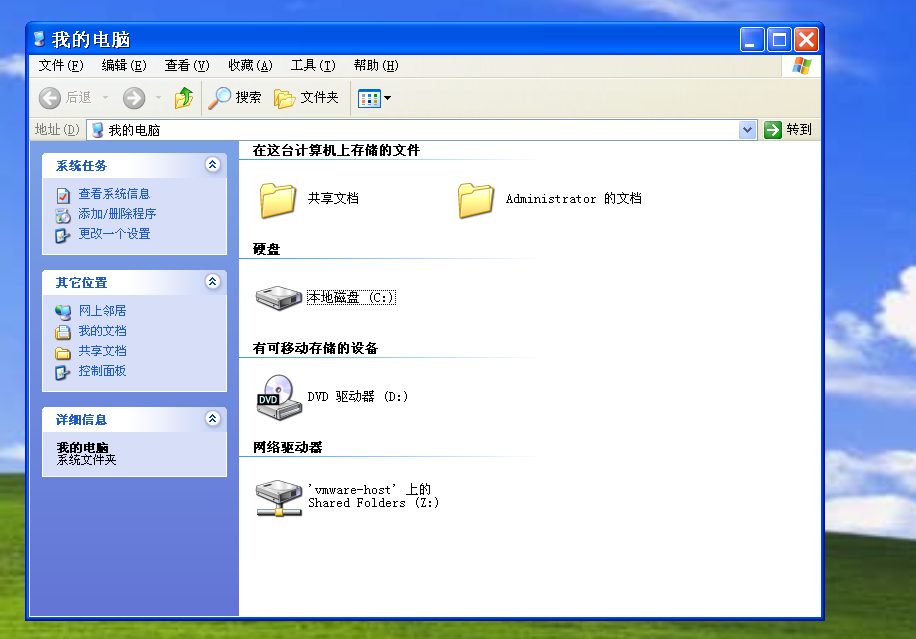 我的电脑
文件(F) 编辑(E) 查看(V) 收藏(A) 工具(T) 帮助(H)
后退 搜索 文件夹
地址(D) 我的电脑 转到
系统任务
查看系统信息
添加/删除程序
更改一个设置
其它位置
网上邻居
我的文档
共享文档
控制面板
详细信息
我的电脑
系统文件夹
在这台计算机上存储的文件
共享文档 Administrator 的文档
硬盘
本地磁盘 (C:)
有可移动存储的设备
DVD
DVD 驱动器 (D:)
网络驱动器
'vmware-host' 上的
Shared Folders (Z:)